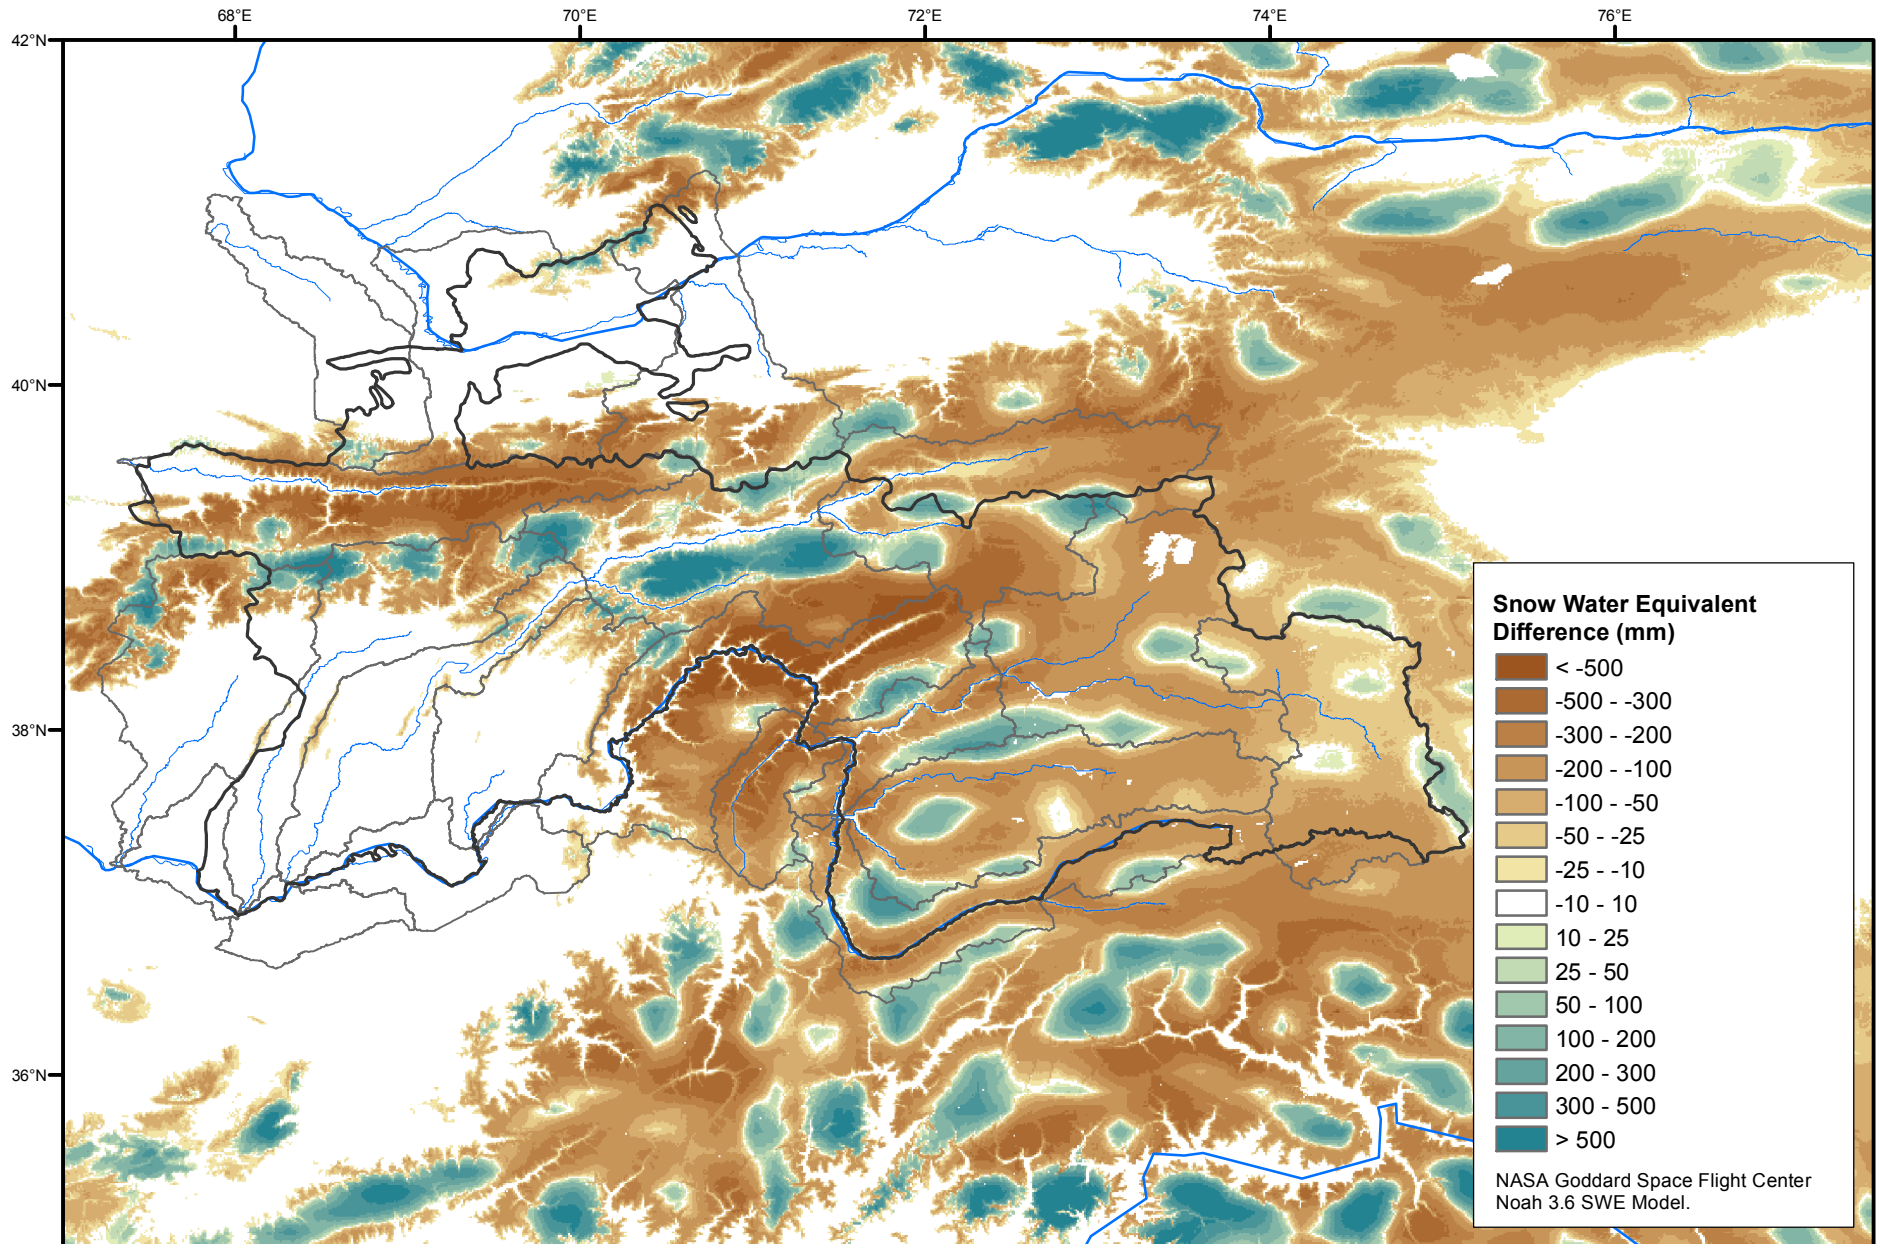 68°E
70°E
72°E
74°E
76°E
42°N
40°N
38°N
36°N
Snow Water Equivalent
Difference (mm)
< -500
-500 - -300
-300 - -200
-200 - -100
-100 - -50
-50 - -25
-25 - -10
-10 - 10
10 - 25
25 - 50
50 - 100
100 - 200
200 - 300
300 - 500
> 500
NASA Goddard Space Flight Center
Noah 3.6 SWE Model.